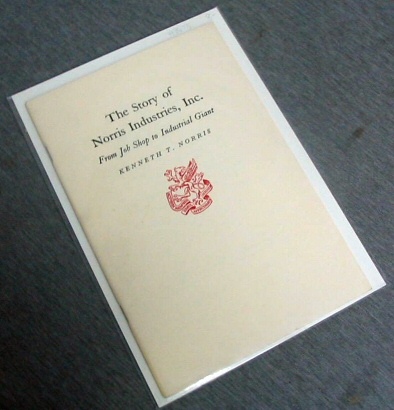 The Story of
Norris Industries, Inc.
From Job Shop to Industrial Giant
KENNETH T. NORRIS